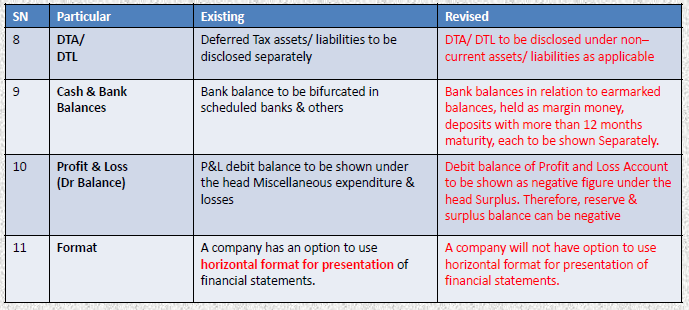 SN Particular Existing Revised
8 DTA/ Deferred Tax assets/ liabilities to be DTA/ DTL to be disclosed under non–
DTL disclosed separately current assets/ liabilities as applicable
9 Cash & Bank Bank balance to be bifurcated in Bank balances in relation to earmarked
Balances scheduled banks & others balances, held as margin money,
deposits with more than 12 months
maturity, each to be shown Separately.
10 Profit & Loss P&L debit balance to be shown under Debit balance of Profit and Loss Account
(Dr Balance) the head Miscellaneous expenditure & to be shown as negative figure under the
losses head Surplus. Therefore, reserve &
surplus balance can be negative
11 Format A company has an option to use A company will not have option to use
horizontal format for presentation of horizontal format for presentation of
financial statements. financial statements.